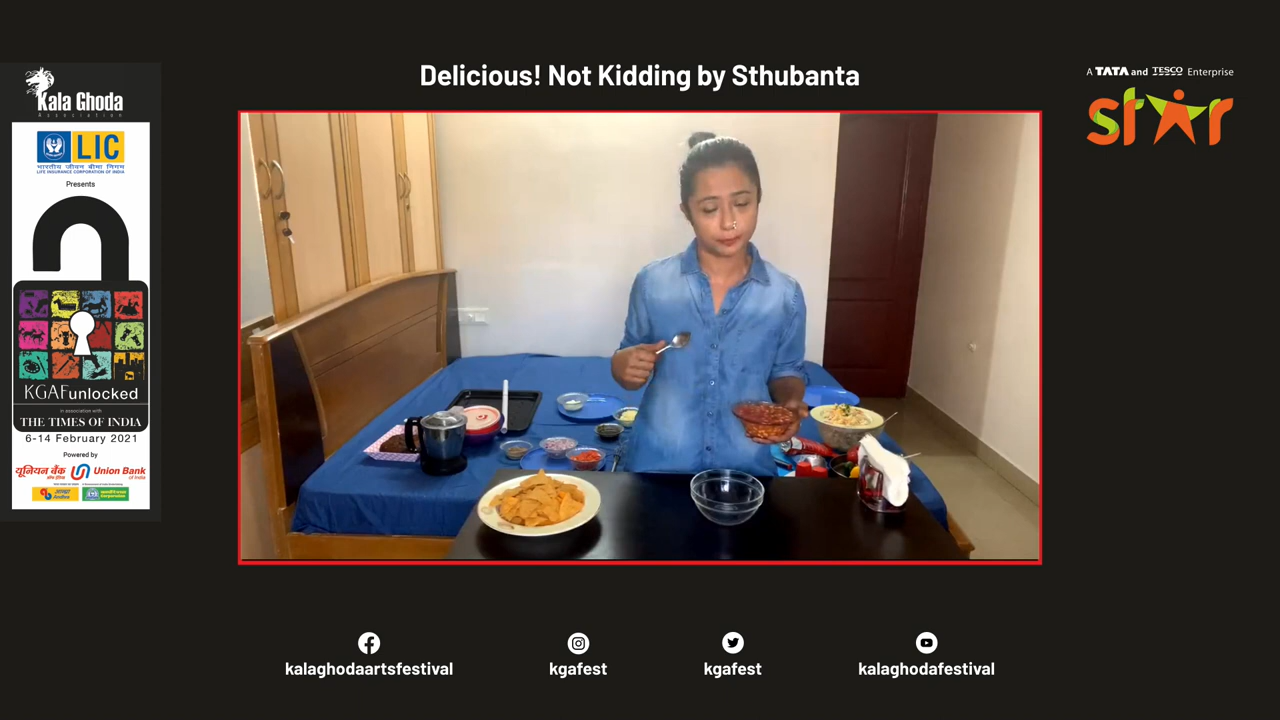 Delicious! Not Kidding by Sthubanta
Kala Ghoda
Association
LIC
भारतीय जीवन बीमा निगम
LIFE INSURANCE CORPORATION OF INDIA
Presents
KGAFunlocked
in association with
THE TIMES OF INDIA
6-14 February 2021
Powered by
यूनियन बैंक
Union Bank
of India
A TATA and TESCO Enterprise
star
kalaghodaartsfestival
kgafest
kgafest
kalaghodafestival